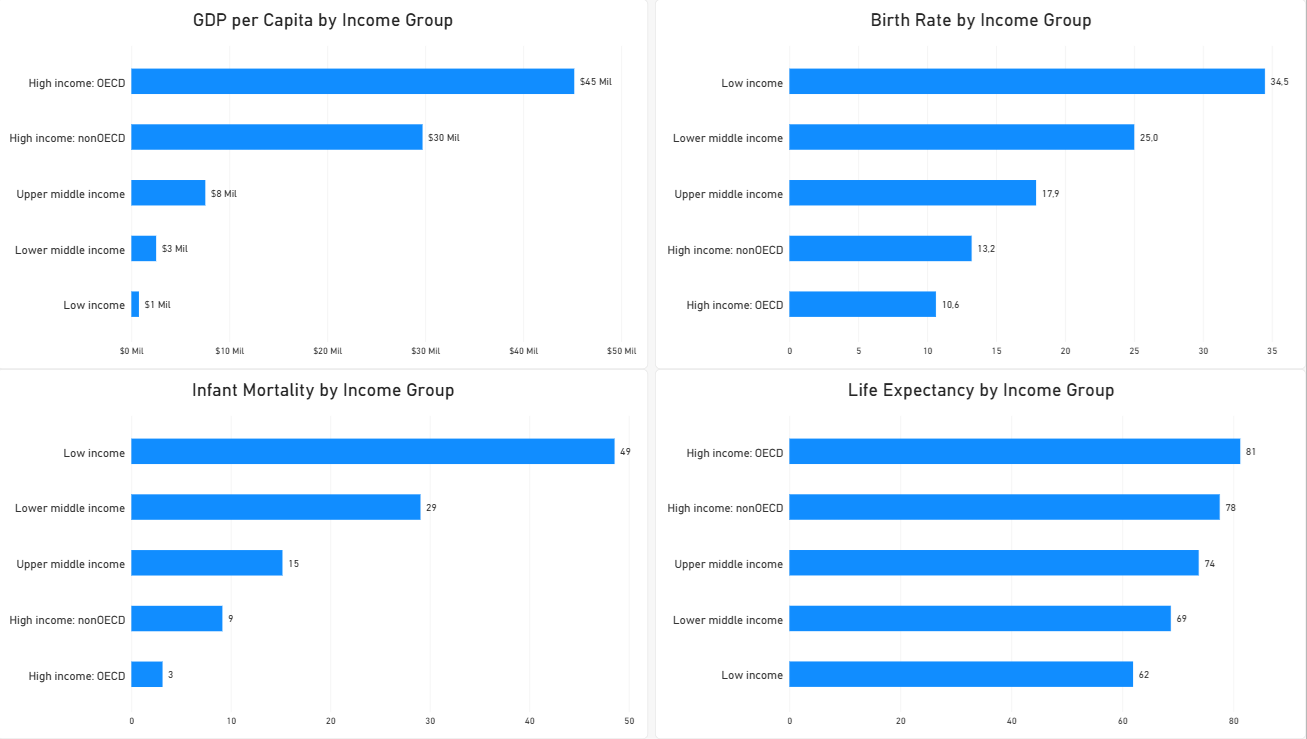 GDP per Capita by Income Group
High income: OECD
$45 Mil
High income: nonOECD
$30 Mil
Upper middle income
$8 Mil
Lower middle income
$3 Mil
Low income
$1 Mil
$0 Mil $10 Mil $20 Mil $30 Mil $40 Mil $50 Mil
Birth Rate by Income Group
Low income
34,5
Lower middle income
25,0
Upper middle income
17,9
High income: nonOECD
13,2
High income: OECD
10,6
0 5 10 15 20 25 30 35
Infant Mortality by Income Group
Low income
49
Lower middle income
29
Upper middle income
15
High income: nonOECD
9
High income: OECD
3
0 10 20 30 40 50
Life Expectancy by Income Group
High income: OECD
81
High income: nonOECD
78
Upper middle income
74
Lower middle income
69
Low income
62
0 20 40 60 80